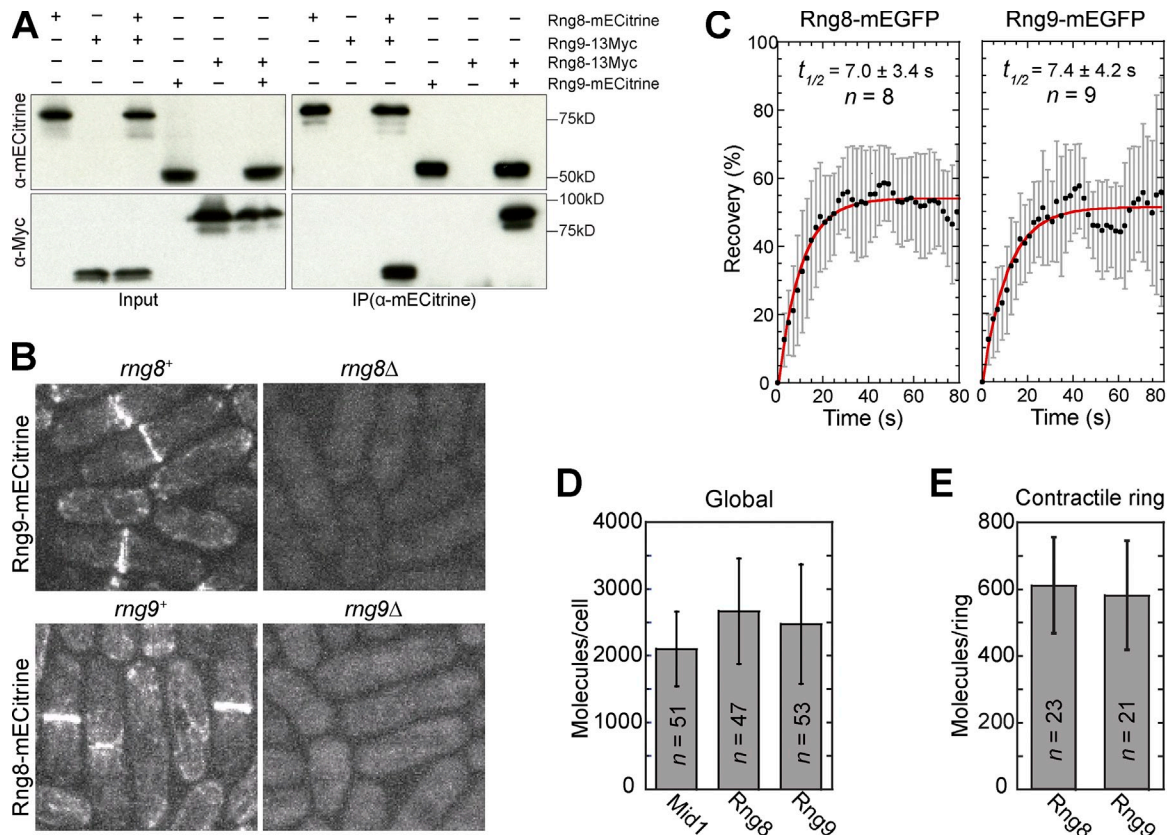 A
+ – + – – –
– + + – – –
– – – – + +
– – – + – +
+ – + – – – Rng8-mECitrine
– + + – – – Rng9-13Myc
– – – – + + Rng8-13Myc
– – – + – + Rng9-mECitrine
α-mECitrine
–75kD
–50kD
α-Myc
–100kD
–75kD
Input
IP(α-mECitrine)
B
rng8+
rng8Δ
Rng9-mECitrine
rng9+
rng9Δ
Rng8-mECitrine
C
Rng8-mEGFP
Rng9-mEGFP
Recovery (%)
100
80
60
40
20
0
t1/2 = 7.0 ± 3.4 s
n = 8
0 20 40 60 80
Time (s)
t1/2 = 7.4 ± 4.2 s
n = 9
0 20 40 60 80
Time (s)
D
Global
Molecules/cell
4000
3000
2000
1000
0
n = 51
n = 47
n = 53
Mid1
Rng8
Rng9
E
Contractile ring
Molecules/ring
800
600
400
200
0
n = 23
n = 21
Rng8
Rng9